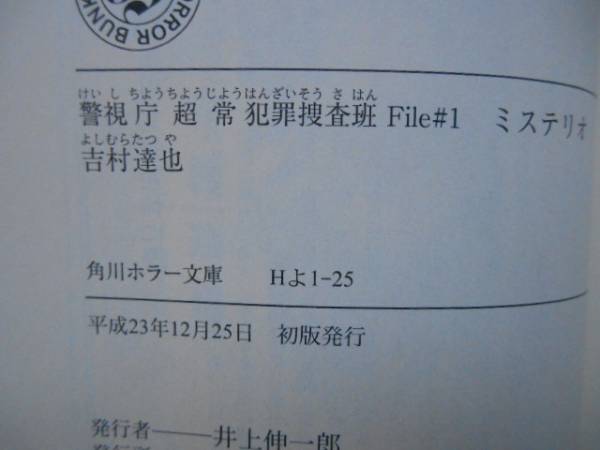 HORROR BUNKO
けいしちようちようじようはんざいそうさはん
警視庁 超常犯罪捜査班 File#1 ミステリオ
よしむらたつや
吉村達也
角川ホラー文庫 Hよ1-25
平成23年12月25日 初版発行
発行者――井上伸一郎